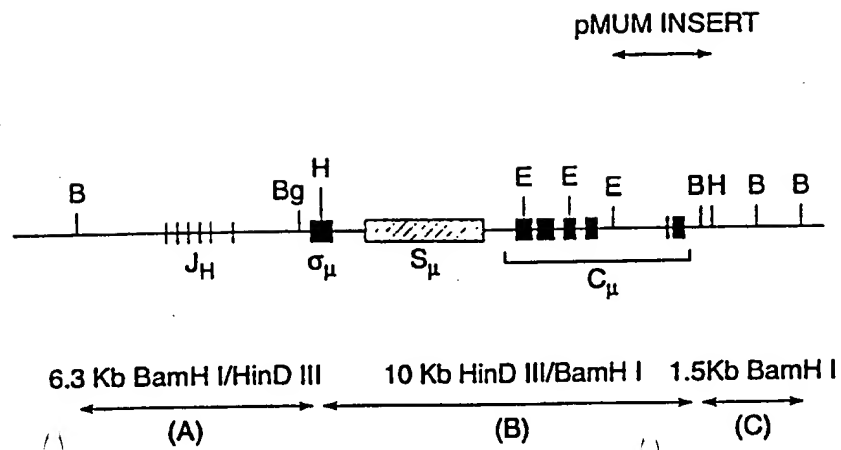 pMUM INSERT
B Bg H E E E B H B B
J_H σ_μ S_μ C_μ
6.3 Kb BamH I/HinD III 10 Kb HinD III/BamH I 1.5Kb BamH I
(A) (B) (C)